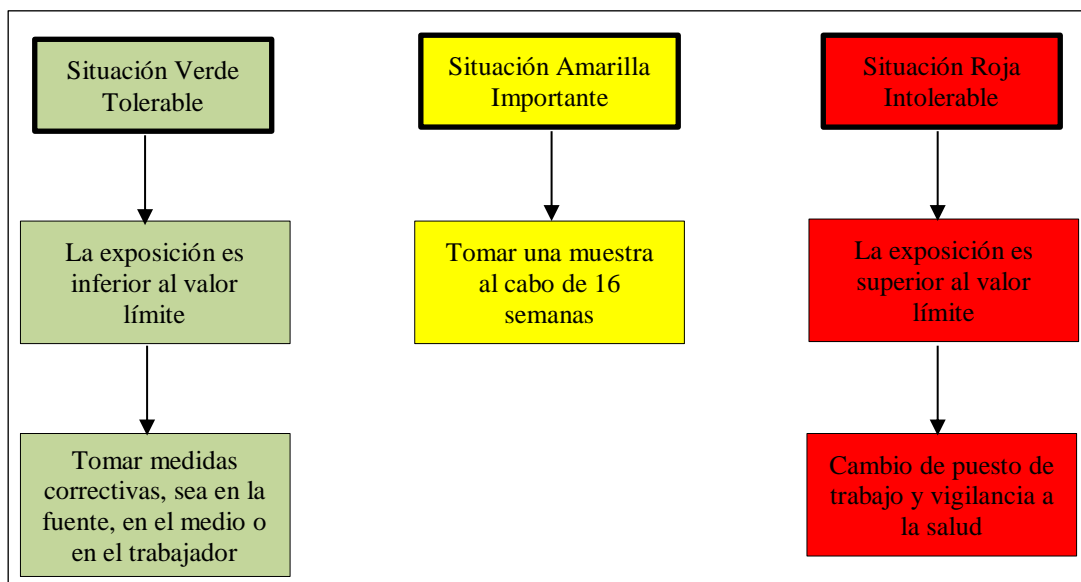 Situación Verde
Tolerable
La exposición es
inferior al valor
límite
Tomar medidas
correctivas, sea en la
fuente, en el medio o
en el trabajador
Situación Amarilla
Importante
Tomar una muestra
al cabo de 16
semanas
Situación Roja
Intolerable
La exposición es
superior al valor
límite
Cambio de puesto de
trabajo y vigilancia a
la salud